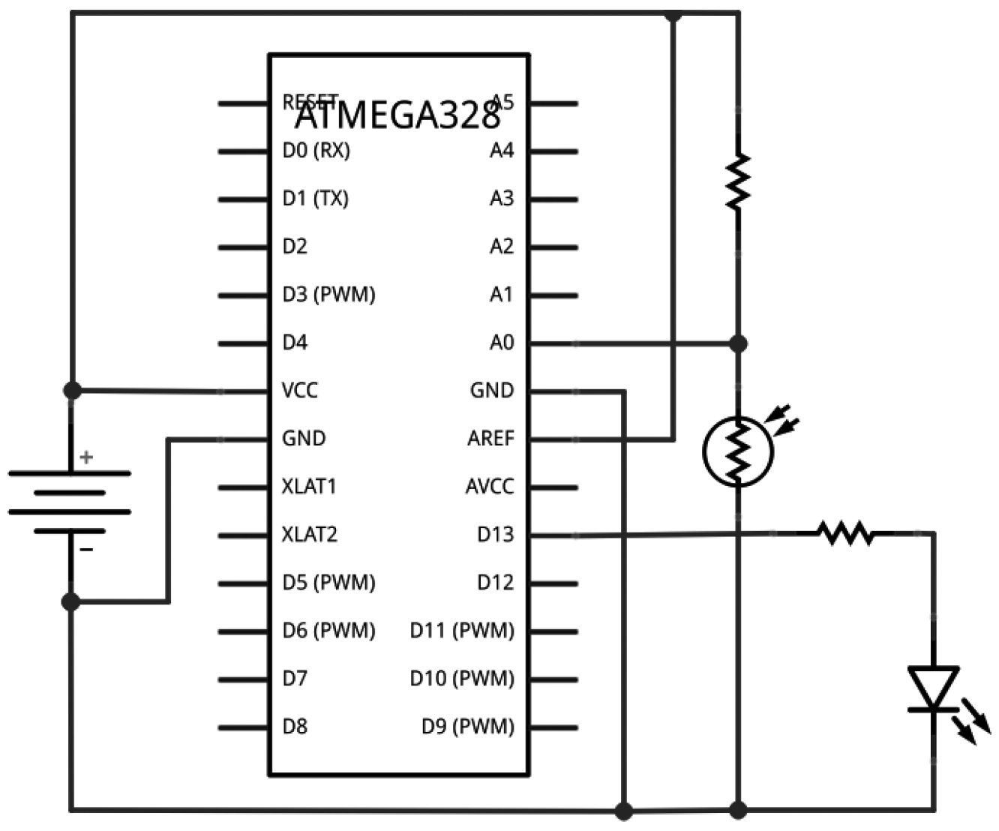 RESET
A5
ATMEGA328
D0 (RX)
A4
D1 (TX)
A3
D2
A2
D3 (PWM)
A1
D4
A0
VCC
GND
GND
AREF
+
XLAT1
AVCC
XLAT2
D13
−
D5 (PWM)
D12
D6 (PWM)
D11 (PWM)
D7
D10 (PWM)
D8
D9 (PWM)